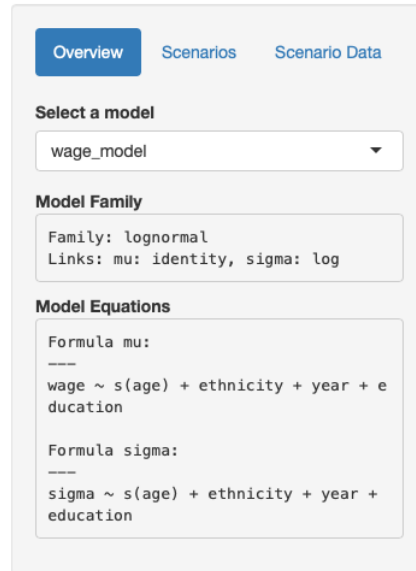 Overview Scenarios Scenario Data
Select a model
wage_model
Model Family
Family: lognormal
Links: mu: identity, sigma: log
Model Equations
Formula mu:
———
wage ~ s(age) + ethnicity + year + e
ducation
Formula sigma:
———
sigma ~ s(age) + ethnicity + year +
education